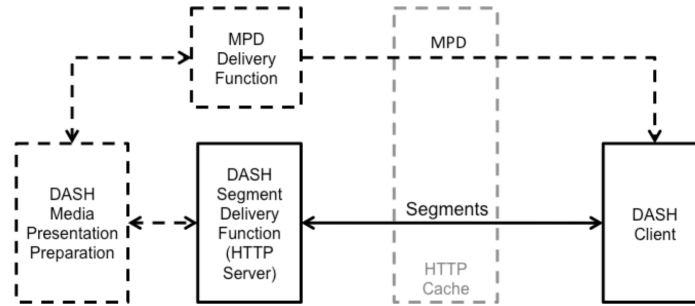 MPD
Delivery
Function
MPD
DASH
Media
Presentation
Preparation
DASH
Segment
Delivery
Function
(HTTP
Server)
Segments
HTTP
Cache
DASH
Client